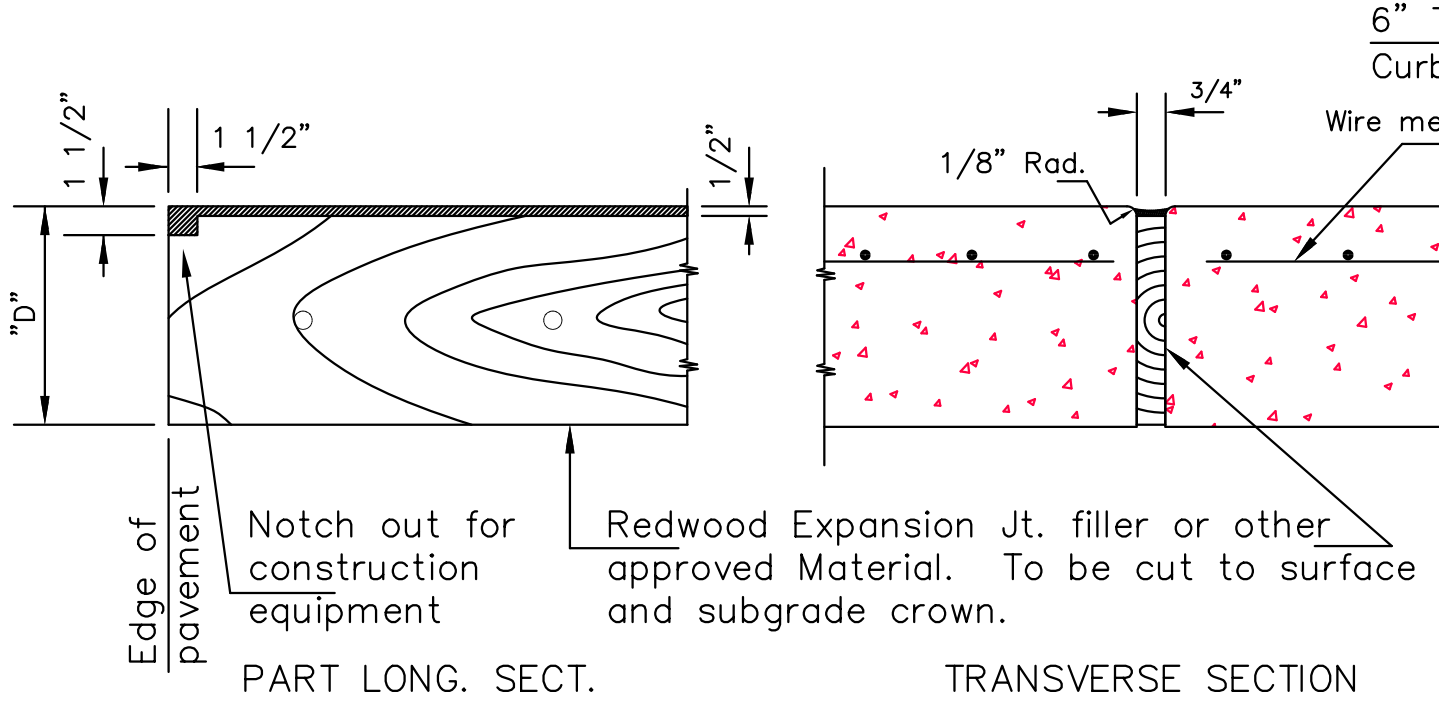 6”
Curb
3/4”
Wire me
1 1/2”
1 1/2”
1/2”
1/8” Rad.
”D”
Edge of
pavement
Notch out for
construction
equipment
Redwood Expansion Jt. filler or other
approved Material. To be cut to surface
and subgrade crown.
PART LONG. SECT.
TRANSVERSE SECTION